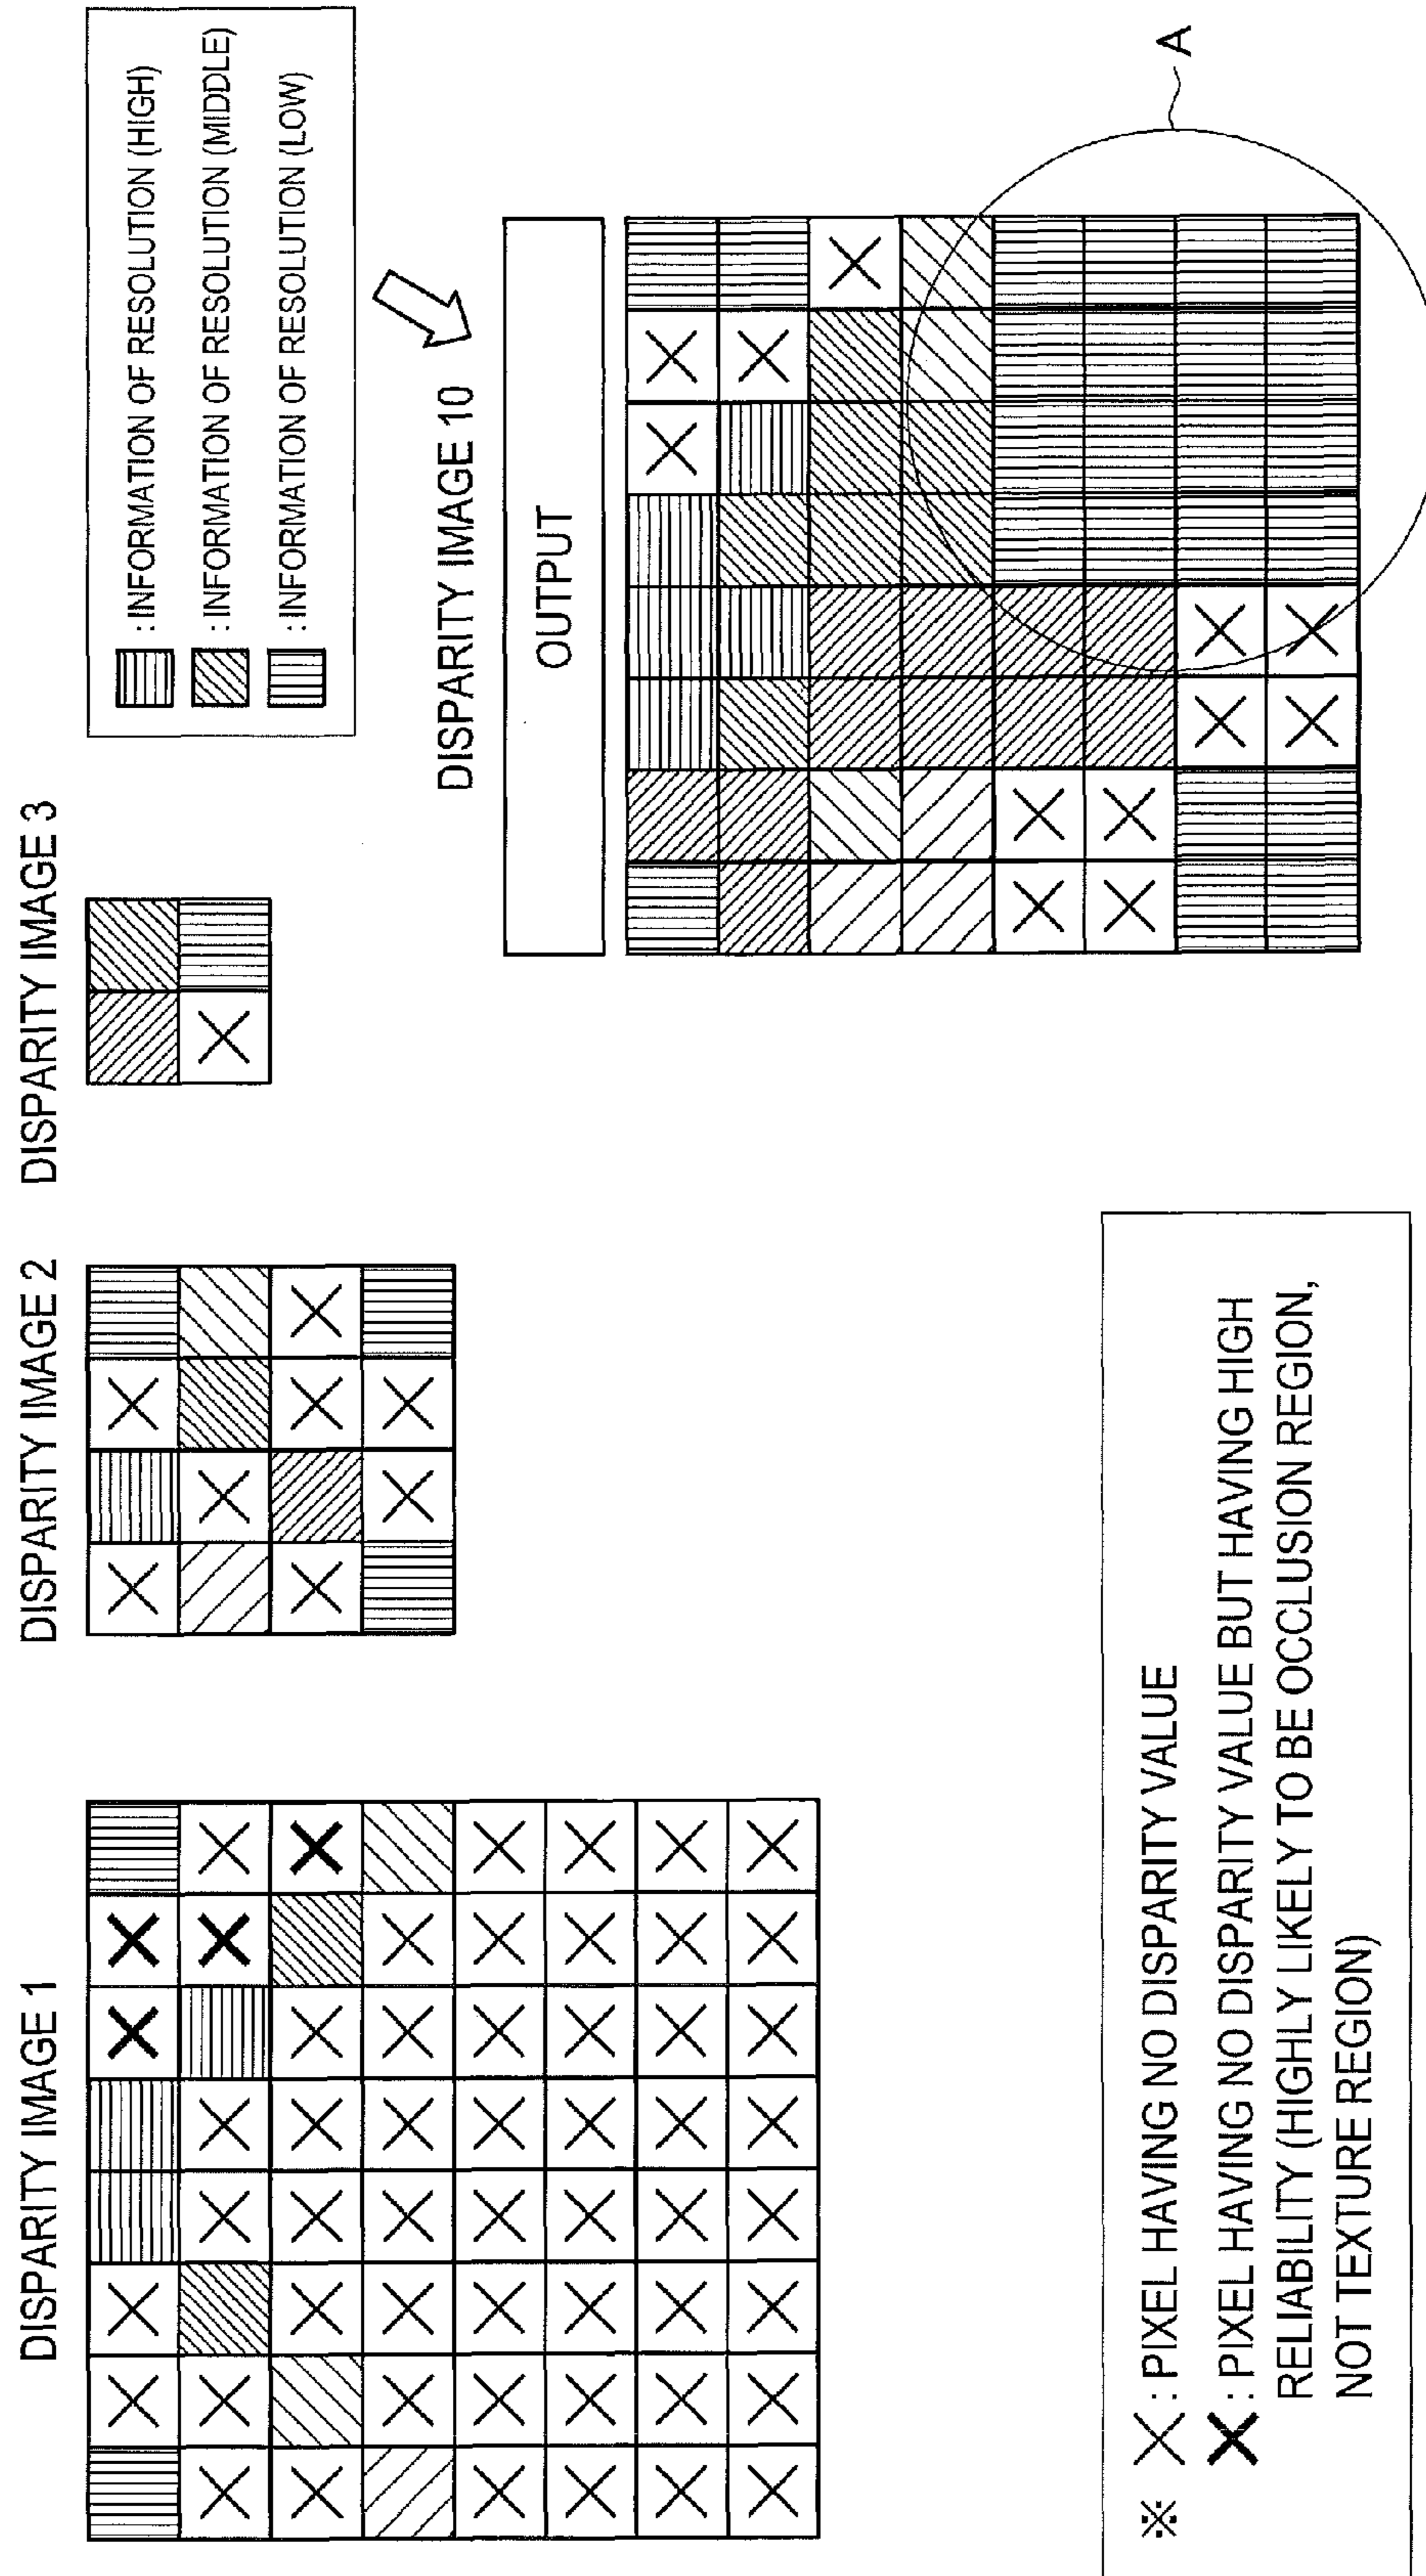 DISPARITY IMAGE 1
DISPARITY IMAGE 2
DISPARITY IMAGE 3
: INFORMATION OF RESOLUTION (HIGH)
: INFORMATION OF RESOLUTION (MIDDLE)
: INFORMATION OF RESOLUTION (LOW)
DISPARITY IMAGE 10
OUTPUT
A
※ : PIXEL HAVING NO DISPARITY VALUE
: PIXEL HAVING NO DISPARITY VALUE BUT HAVING HIGH
RELIABILITY (HIGHLY LIKELY TO BE OCCLUSION REGION,
NOT TEXTURE REGION)